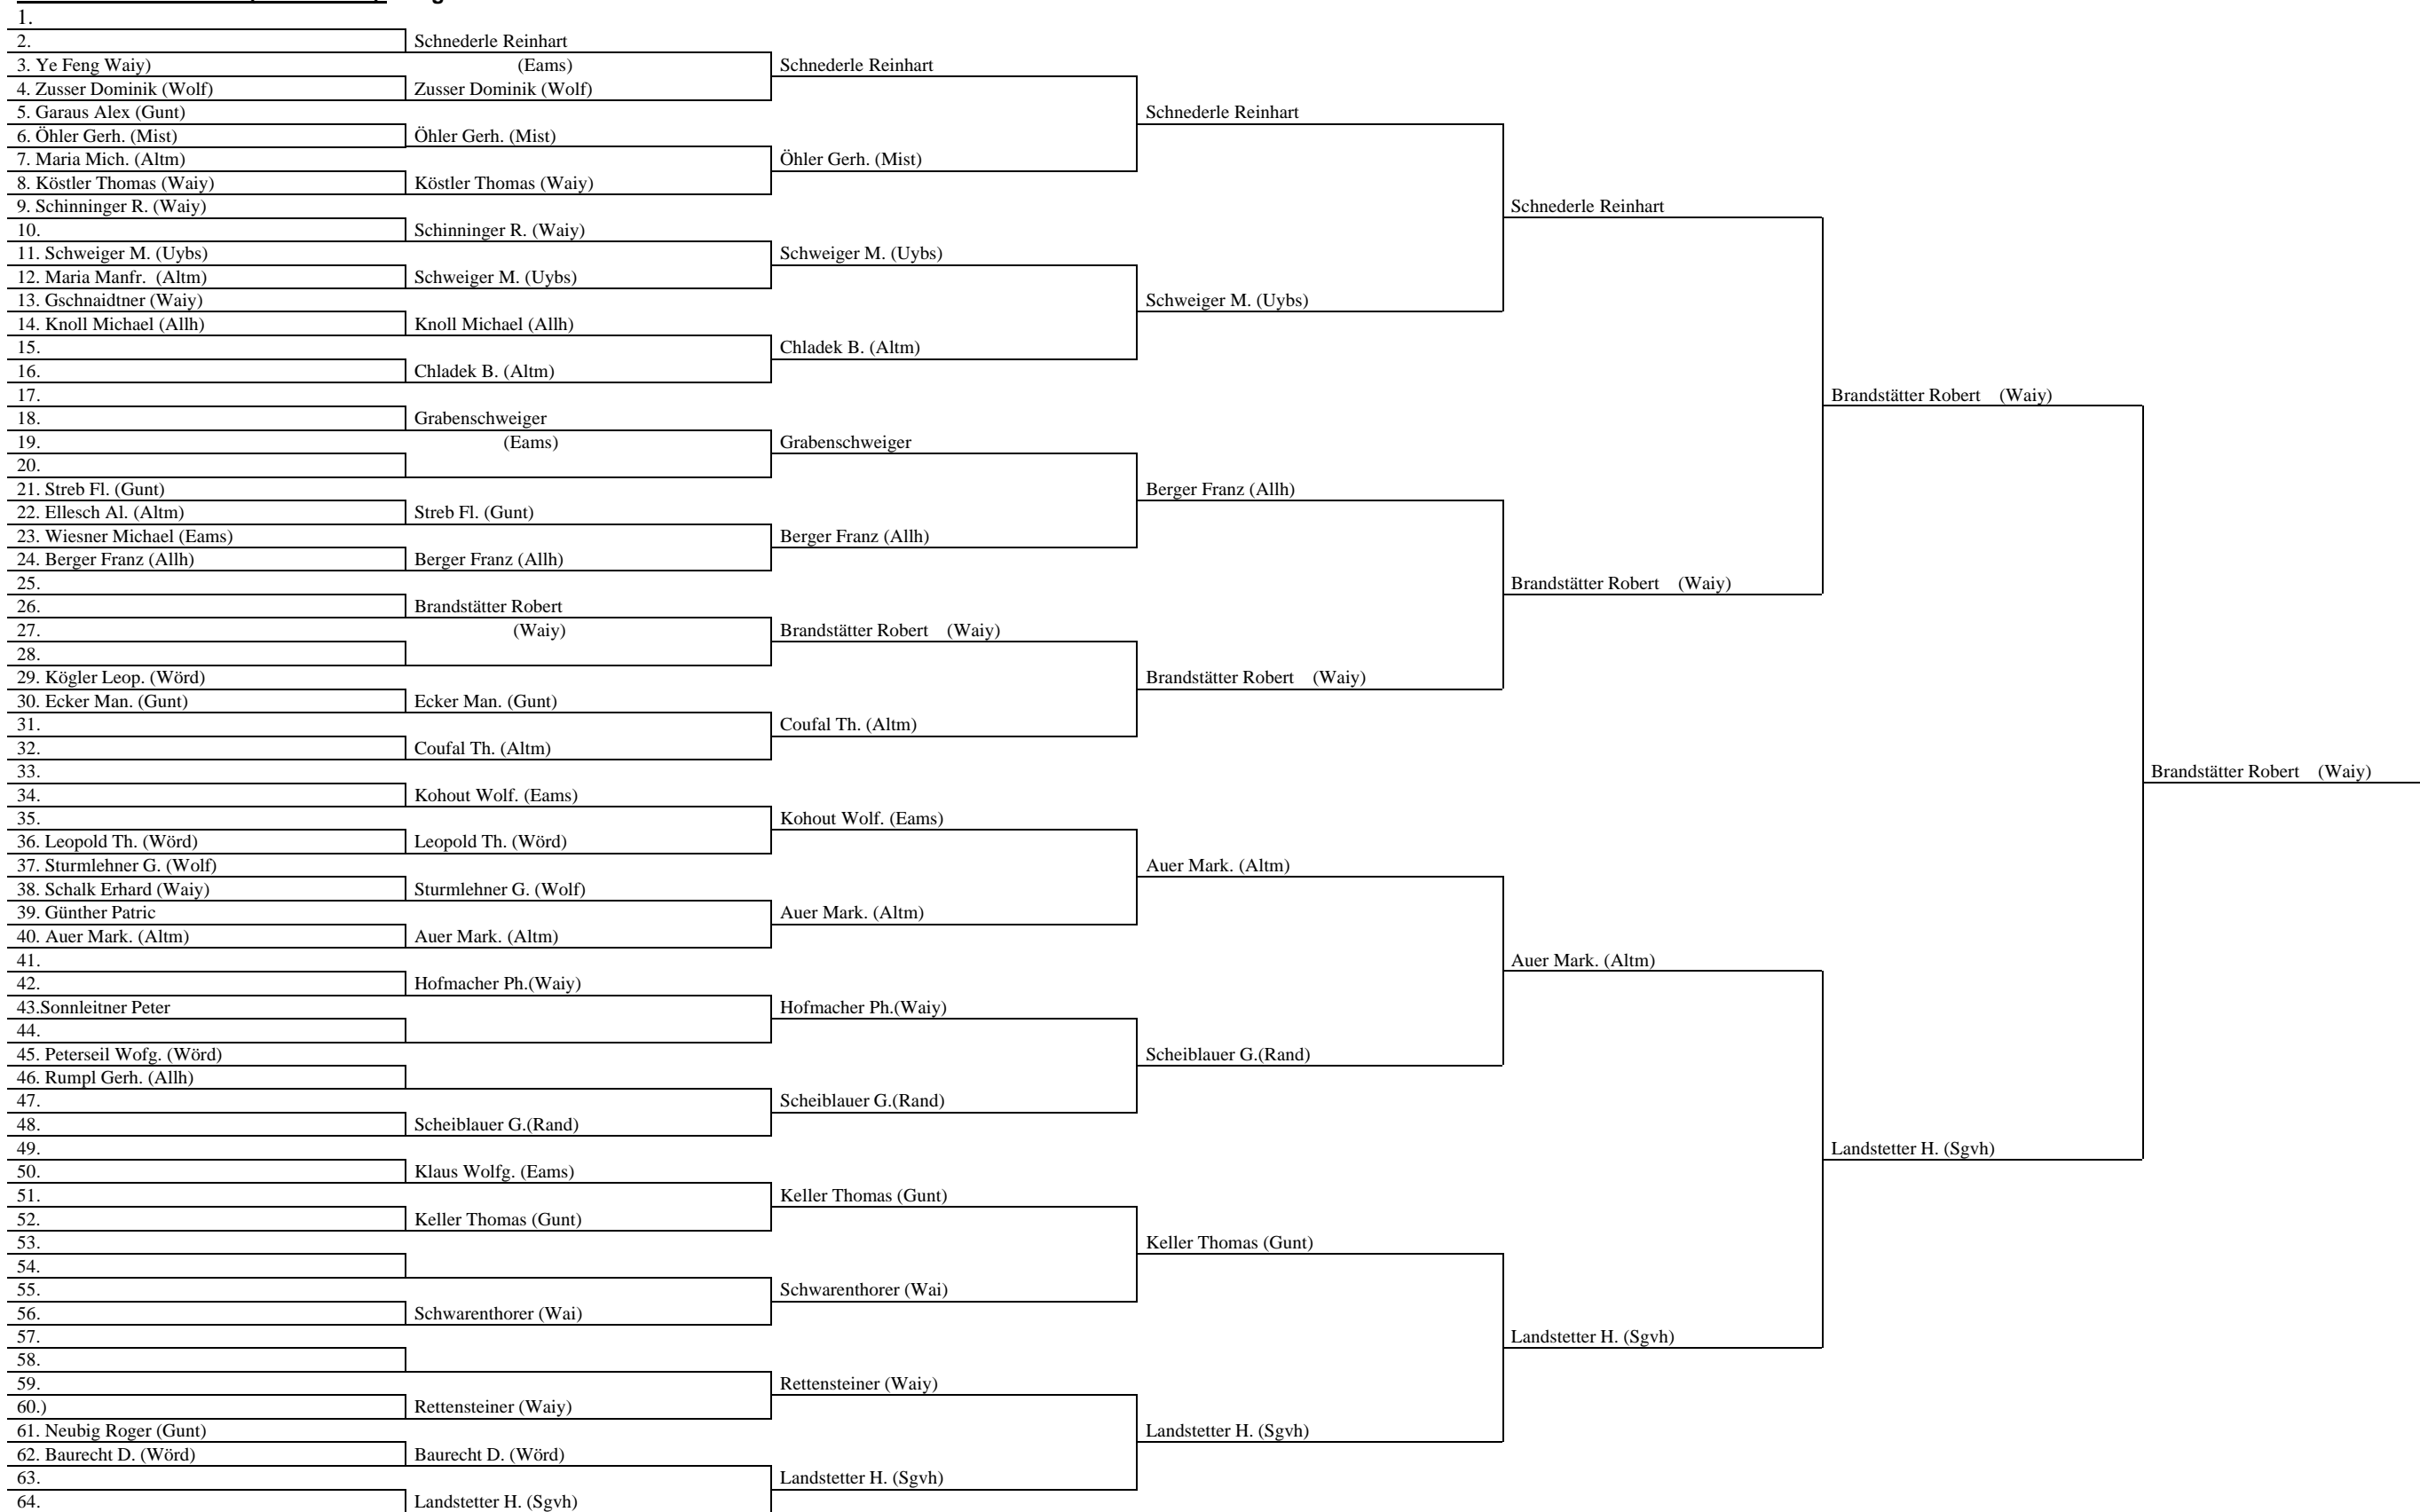 1.
2.
3. Ye Feng Waiy)
4. Zusser Dominik (Wolf)
5. Garaus Alex (Gunt)
6. Öhler Gerh. (Mist)
7. Maria Mich. (Altm)
8. Köstler Thomas (Waiy)
9. Schinninger R. (Waiy)
10.
11. Schweiger M. (Uybs)
12. Maria Manfr. (Altm)
13. Gschnaidtner (Waiy)
14. Knoll Michael (Allh)
15.
16.
17.
18.
19.
20.
21. Streb Fl. (Gunt)
22. Ellesch Al. (Altm)
23. Wiesner Michael (Eams)
24. Berger Franz (Allh)
25.
26.
27.
28.
29. Kögler Leop. (Wörd)
30. Ecker Man. (Gunt)
31.
32.
33.
34.
35.
36. Leopold Th. (Wörd)
37. Sturmlehner G. (Wolf)
38. Schalk Erhard (Waiy)
39. Günther Patric
40. Auer Mark. (Altm)
41.
42.
43.Sonnleitner Peter
44.
45. Peterseil Wofg. (Wörd)
46. Rumpl Gerh. (Allh)
47.
48.
49.
50.
51.
52.
53.
54.
55.
56.
57.
58.
59.
60.)
61. Neubig Roger (Gunt)
62. Baurecht D. (Wörd)
63.
64.
Schnederle Reinhart
(Eams)
Zusser Dominik (Wolf)
Öhler Gerh. (Mist)
Köstler Thomas (Waiy)
Schinninger R. (Waiy)
Schweiger M. (Uybs)
Knoll Michael (Allh)
Chladek B. (Altm)
Grabenschweiger
(Eams)
Streb Fl. (Gunt)
Berger Franz (Allh)
Brandstätter Robert
(Waiy)
Ecker Man. (Gunt)
Coufal Th. (Altm)
Kohout Wolf. (Eams)
Leopold Th. (Wörd)
Sturmlehner G. (Wolf)
Auer Mark. (Altm)
Hofmacher Ph.(Waiy)
Scheiblauer G.(Rand)
Klaus Wolfg. (Eams)
Keller Thomas (Gunt)
Schwarenthorer (Wai)
Rettensteiner (Waiy)
Baurecht D. (Wörd)
Landstetter H. (Sgvh)
Schnederle Reinhart
Öhler Gerh. (Mist)
Schweiger M. (Uybs)
Chladek B. (Altm)
Grabenschweiger
Berger Franz (Allh)
Brandstätter Robert (Waiy)
Coufal Th. (Altm)
Kohout Wolf. (Eams)
Auer Mark. (Altm)
Hofmacher Ph.(Waiy)
Scheiblauer G.(Rand)
Keller Thomas (Gunt)
Schwarenthorer (Wai)
Rettensteiner (Waiy)
Landstetter H. (Sgvh)
Schnederle Reinhart
Schweiger M. (Uybs)
Berger Franz (Allh)
Brandstätter Robert (Waiy)
Auer Mark. (Altm)
Scheiblauer G.(Rand)
Keller Thomas (Gunt)
Landstetter H. (Sgvh)
Schnederle Reinhart
Brandstätter Robert (Waiy)
Auer Mark. (Altm)
Landstetter H. (Sgvh)
Brandstätter Robert (Waiy)
Landstetter H. (Sgvh)
Brandstätter Robert (Waiy)